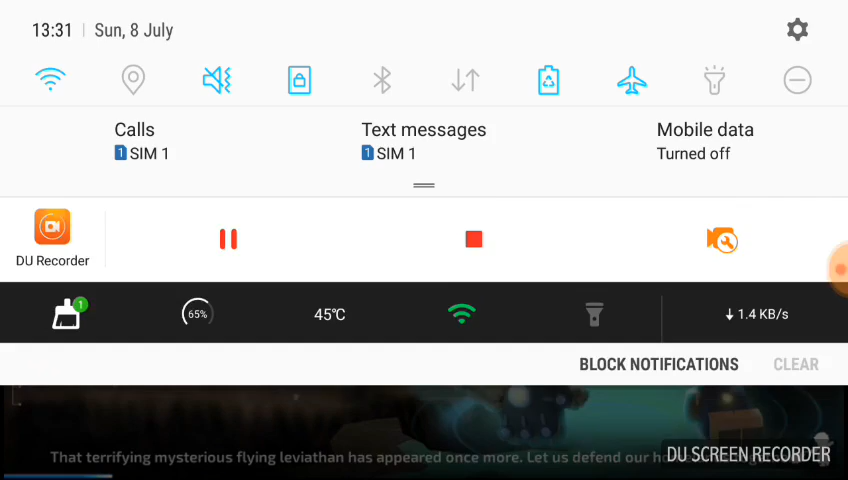 13:31 | Sun, 8 July
Calls
1 SIM 1
Text messages
1 SIM 1
Mobile data
Turned off
DU Recorder
1
65%
45℃
1.4 KB/s
BLOCK NOTIFICATIONS
CLEAR
That terrifying mysterious flying leviathan has appeared once more. Let us defend our
DU SCREEN RECORDER